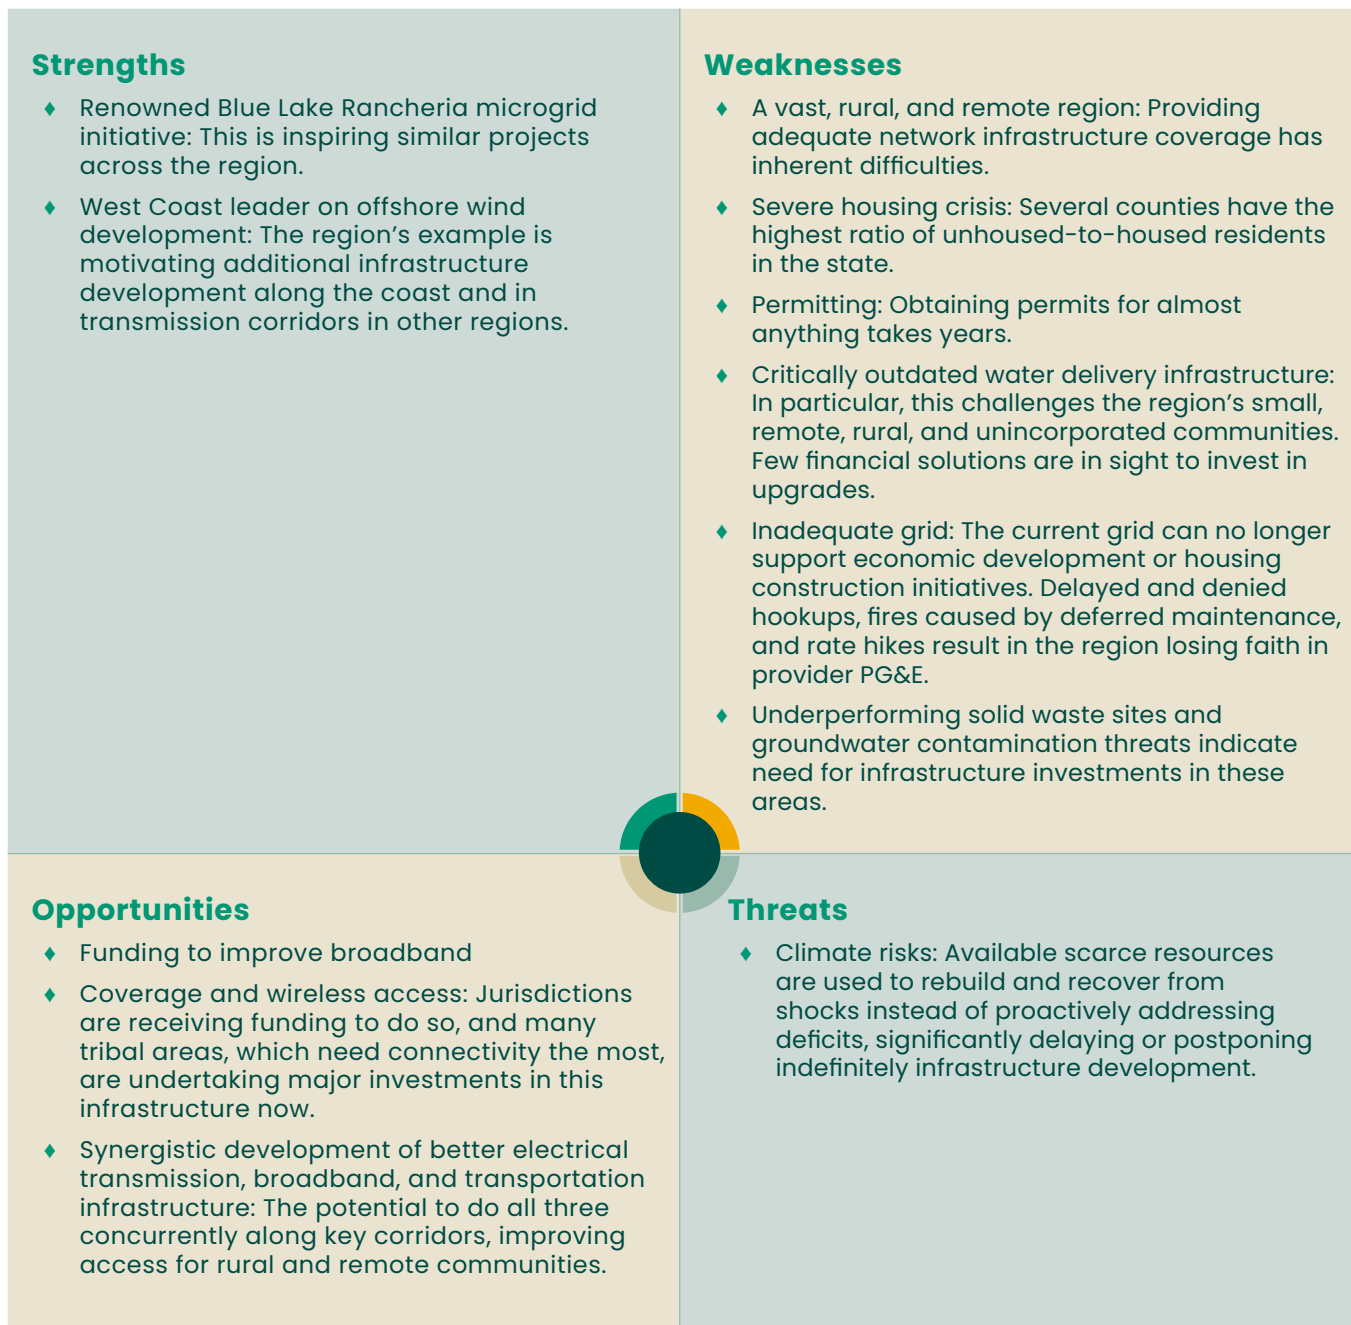 Strengths
♦ Renowned Blue Lake Rancheria microgrid
initiative: This is inspiring similar projects
across the region.
♦ West Coast leader on offshore wind
development: The region’s example is
motivating additional infrastructure
development along the coast and in
transmission corridors in other regions.
Weaknesses
♦ A vast, rural, and remote region: Providing
adequate network infrastructure coverage has
inherent difficulties.
♦ Severe housing crisis: Several counties have the
highest ratio of unhoused-to-housed residents
in the state.
♦ Permitting: Obtaining permits for almost
anything takes years.
♦ Critically outdated water delivery infrastructure:
In particular, this challenges the region’s small,
remote, rural, and unincorporated communities.
Few financial solutions are in sight to invest in
upgrades.
♦ Inadequate grid: The current grid can no longer
support economic development or housing
construction initiatives. Delayed and denied
hookups, fires caused by deferred maintenance,
and rate hikes result in the region losing faith in
provider PG&E.
♦ Underperforming solid waste sites and
groundwater contamination threats indicate
need for infrastructure investments in these
areas.
Opportunities
♦ Funding to improve broadband
♦ Coverage and wireless access: Jurisdictions
are receiving funding to do so, and many
tribal areas, which need connectivity the most,
are undertaking major investments in this
infrastructure now.
♦ Synergistic development of better electrical
transmission, broadband, and transportation
infrastructure: The potential to do all three
concurrently along key corridors, improving
access for rural and remote communities.
Threats
♦ Climate risks: Available scarce resources
are used to rebuild and recover from
shocks instead of proactively addressing
deficits, significantly delaying or postponing
indefinitely infrastructure development.